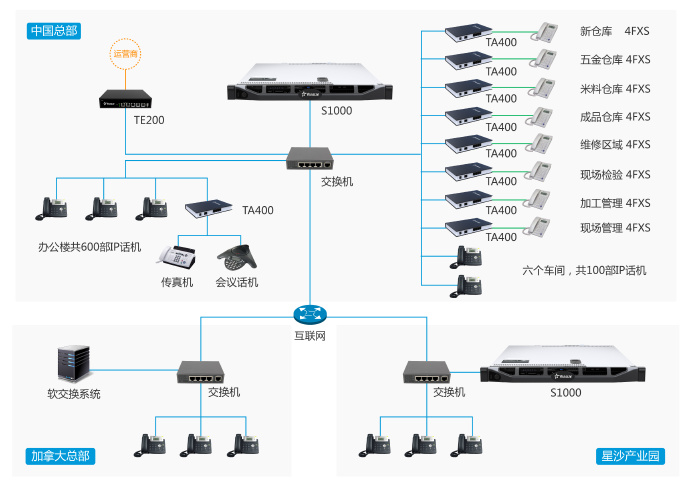 中国总部
运营商
TE200
S1000
交换机
TA400
新仓库 4FXS
TA400
五金仓库 4FXS
TA400
米料仓库 4FXS
TA400
成品仓库 4FXS
TA400
维修区域 4FXS
TA400
现场检验 4FXS
TA400
加工管理 4FXS
TA400
现场管理 4FXS
TA400
办公楼共600部IP话机
传真机
会议话机
六个车间，共100部IP话机
互联网
软交换系统
交换机
加拿大总部
交换机
S1000
星沙产业园